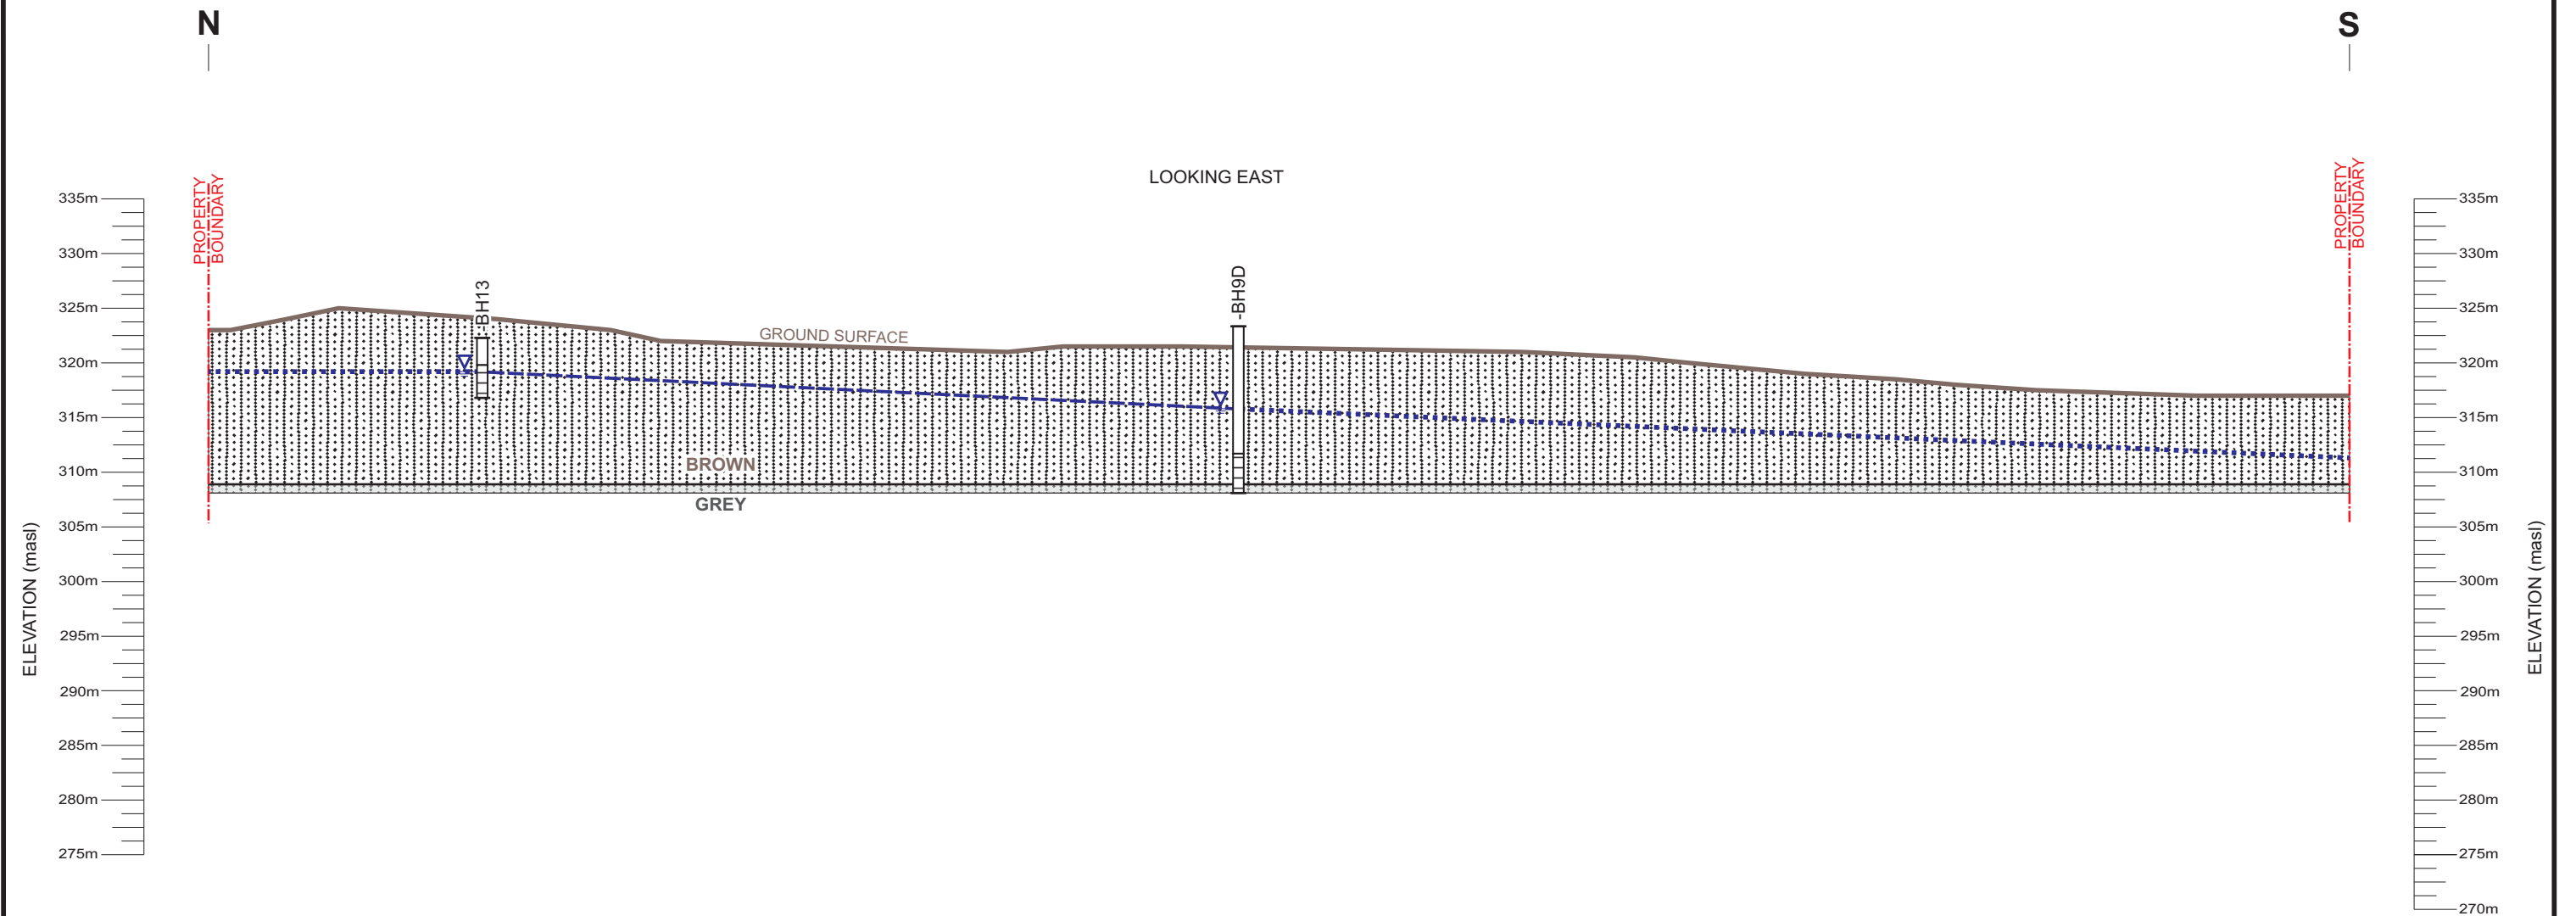 N
S
LOOKING EAST
PROPERTY
BOUNDARY
PROPERTY
BOUNDARY
335m
330m
325m
320m
315m
310m
305m
300m
295m
290m
285m
280m
275m
ELEVATION (masl)
-BH13
-BH9D
GROUND SURFACE
BROWN
GREY
335m
330m
325m
320m
315m
310m
305m
300m
295m
290m
285m
280m
275m
270m
ELEVATION (masl)